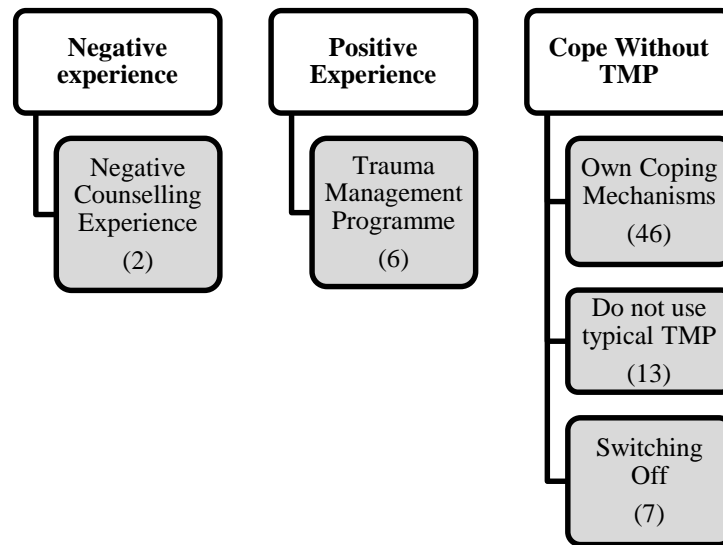 Negative
experience
Negative
Counselling
Experience
(2)
Positive
Experience
Trauma
Management
Programme
(6)
Cope Without
TMP
Own Coping
Mechanisms
(46)
Do not use
typical TMP
(13)
Switching
Off
(7)